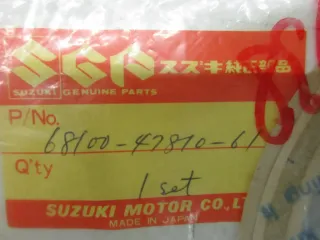 SGP スズキ純正部品
SUZUKI GENUINE PARTS
P/No. 68100-47810-61
Q'ty 1 set
SUZUKI MOTOR CO.,LT
MADE IN JAPAN